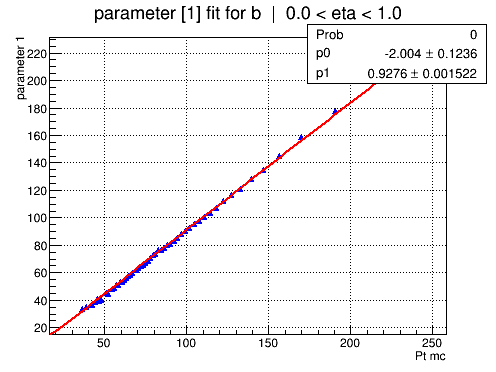 parameter [1] fit for b | 0.0 < eta < 1.0
Prob 0
p0 -2.004 ± 0.1236
p1 0.9276 ± 0.001522
parameter 1
220
200
180
160
140
120
100
80
60
40
20
50 100 150 200 250
Pt mc